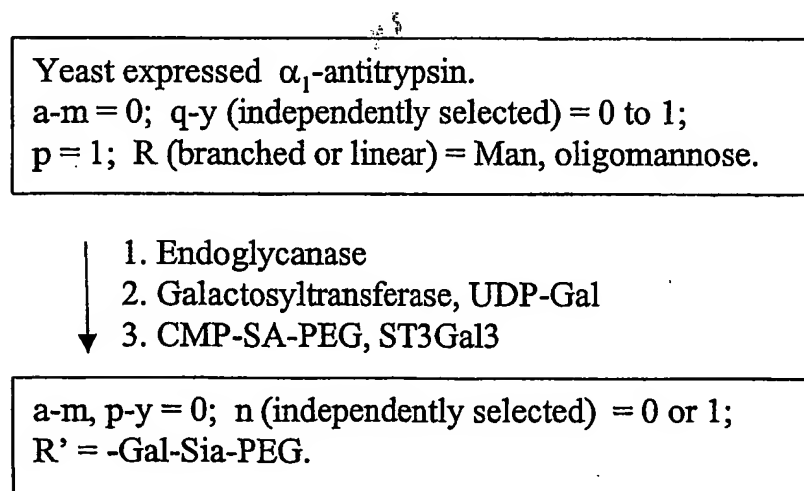 Yeast expressed α₁-antitrypsin.
a-m = 0; q-y (independently selected) = 0 to 1;
p = 1; R (branched or linear) = Man, oligomannose.
1. Endoglycanase
2. Galactosyltransferase, UDP-Gal
3. CMP-SA-PEG, ST3Gal3
a-m, p-y = 0; n (independently selected) = 0 or 1;
R’ = -Gal-Sia-PEG.